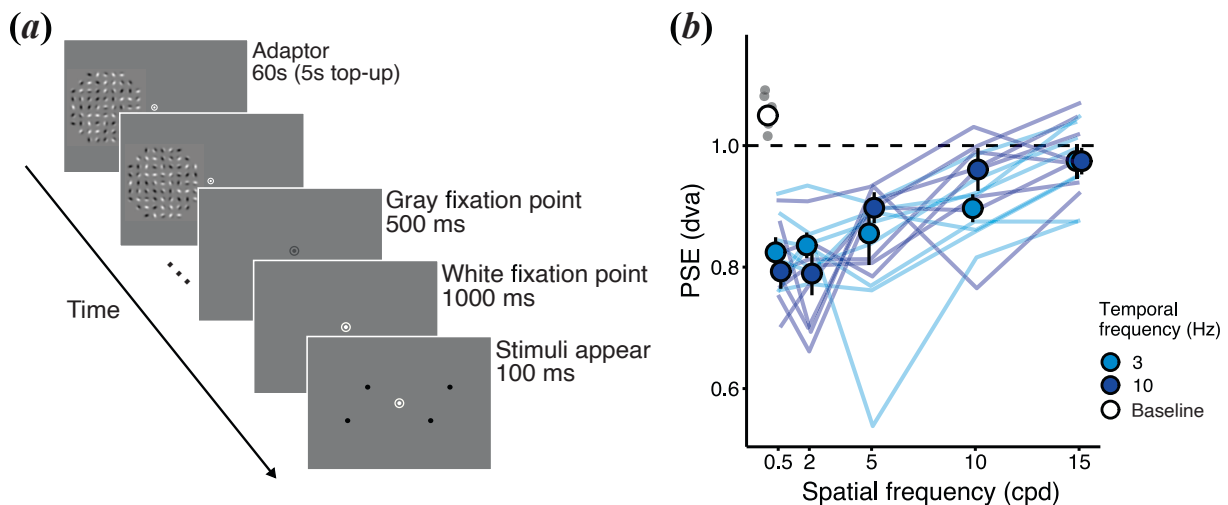 (a)
Adaptor
60s (5s top-up)
Gray fixation point
500 ms
White fixation point
1000 ms
Stimuli appear
100 ms
Time
(b)
PSE (dva)
1.0
0.8
0.6
0.5
2
5
10
15
Spatial frequency (cpd)
Temporal
frequency (Hz)
3
10
Baseline